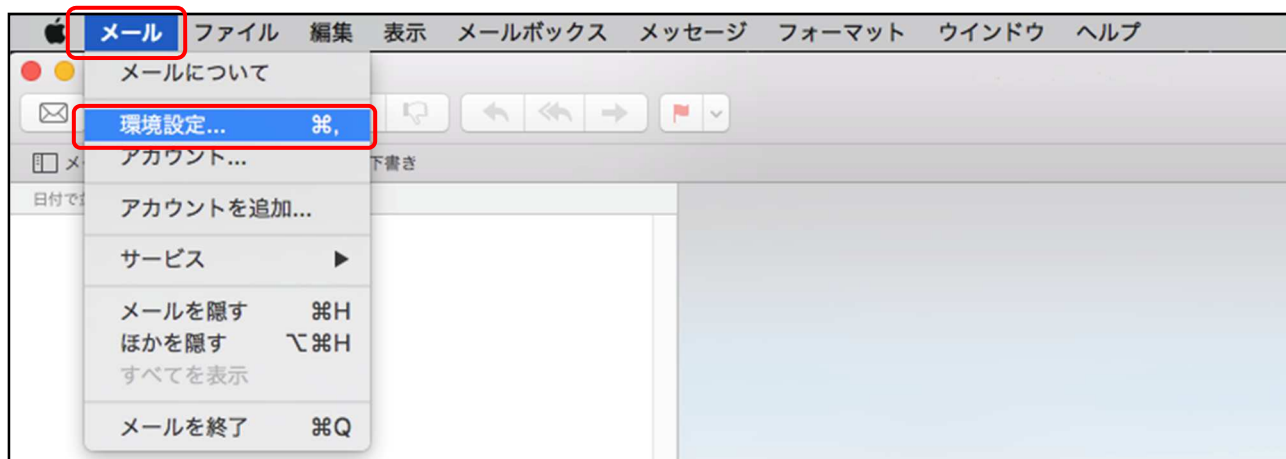 メール ファイル 編集 表示 メールボックス メッセージ フォーマット ウインドウ ヘルプ
メールについて
環境設定... ⌘,
アカウント...
下書き
アカウントを追加...
日付で
サービス ▶
メールを隠す ⌘H
ほかを隠す ⌥⌘H
すべてを表示
メールを終了 ⌘Q